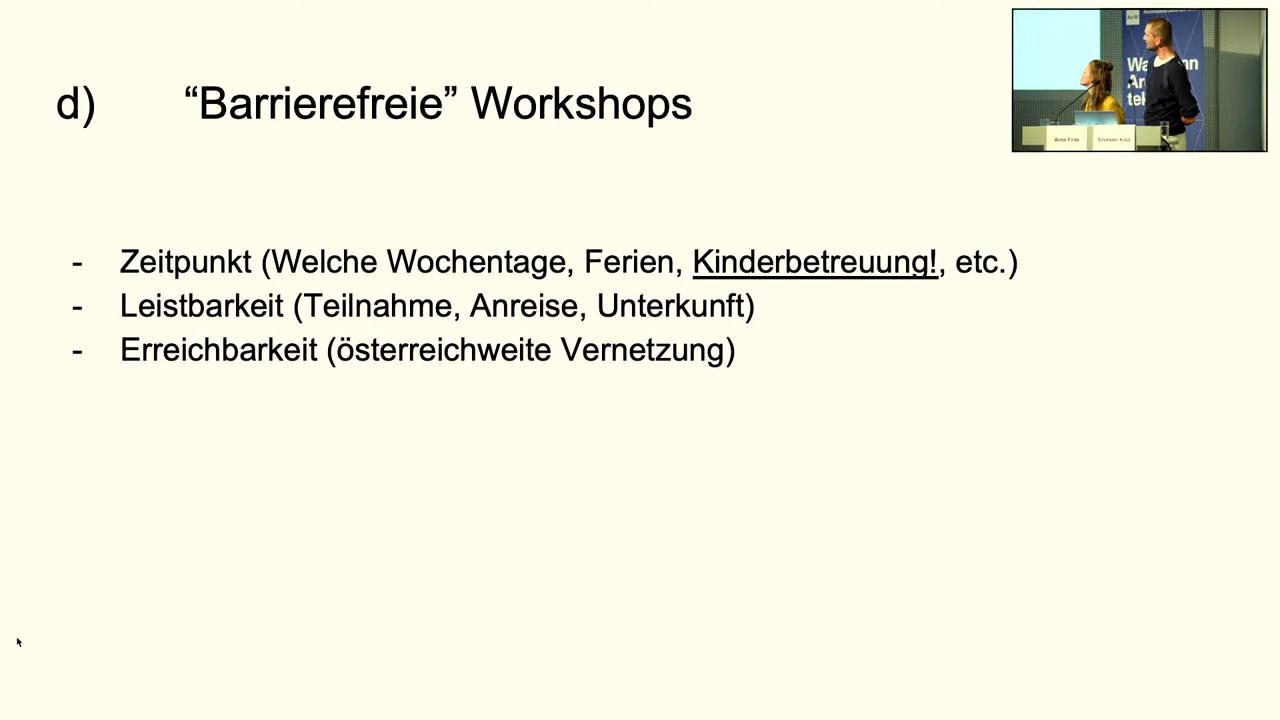 d) “Barrierefreie” Workshops
- Zeitpunkt (Welche Wochentage, Ferien, Kinderbetreuung!, etc.)
- Leistbarkeit (Teilnahme, Anreise, Unterkunft)
- Erreichbarkeit (österreichweite Vernetzung)